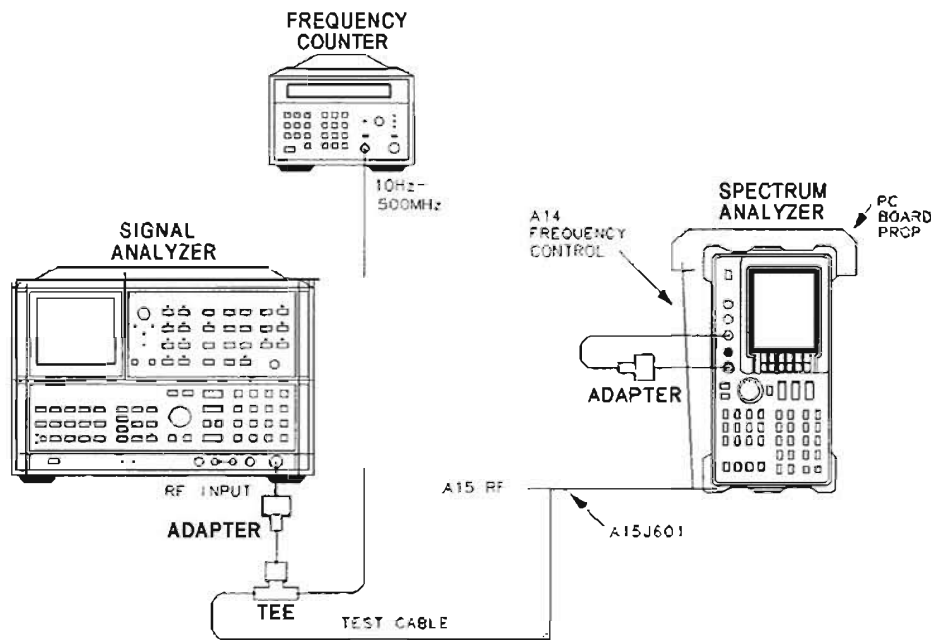 FREQUENCY
COUNTER
10Hz-
500MHz
SIGNAL
ANALYZER
A14
FREQUENCY
CONTROL
SPECTRUM
ANALYZER
PC
BOARD
PROP
ADAPTER
RF INPUT
ADAPTER
A15 RF
A15J601
TEE
TEST CABLE